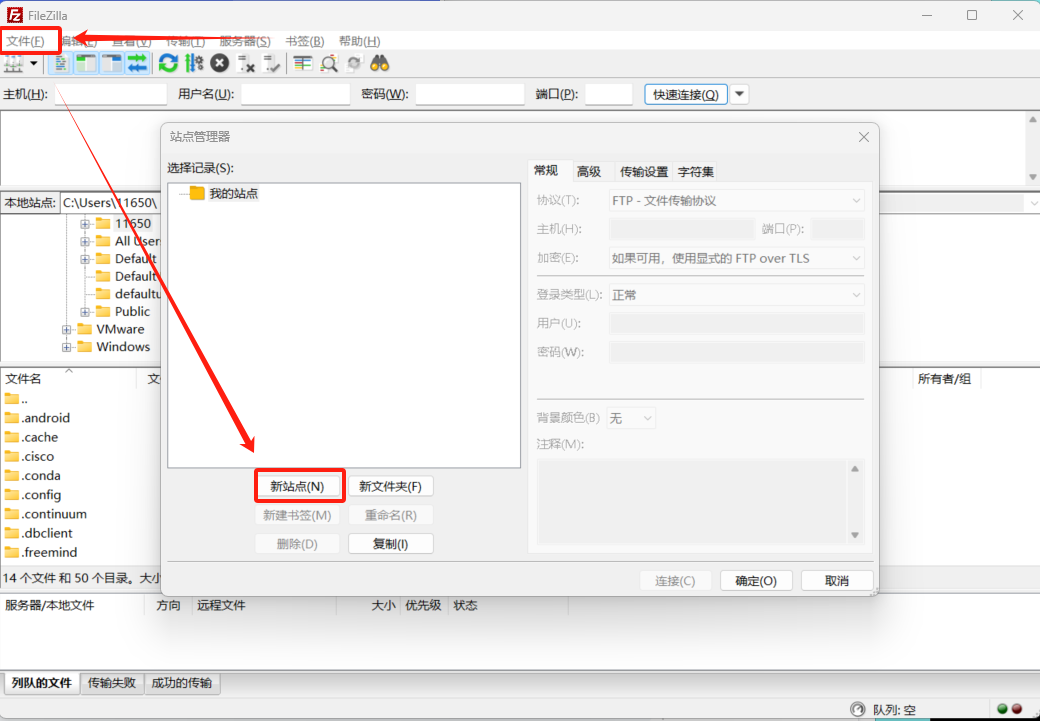 FileZilla
文件(F) 编辑(E) 查看(V) 传输(T) 服务器(S) 书签(B) 帮助(H)
主机(H): 用户名(U): 密码(W): 端口(P): 快速连接(Q)
站点管理器
选择记录(S):
我的站点
新站点(N) 新文件夹(F)
新建书签(M) 重命名(R)
删除(D) 复制(I)
常规 高级 传输设置 字符集
协议(T): FTP - 文件传输协议
主机(H): 端口(P):
加密(E): 如果可用，使用显式的 FTP over TLS
登录类型(L): 正常
用户(U):
密码(W):
背景颜色(B) 无
注释(M):
连接(C) 确定(O) 取消
本地站点: C:\Users\11650\
11650
All User
Default
Default
defaultu
Public
VMware
Windows
文件名 所有者/组
..
.android
.cache
.cisco
.conda
.config
.continuum
.dbclient
.freemind
14 个文件 和 50 个目录。大小
服务器/本地文件 方向 远程文件 大小 优先级 状态
列队的文件 传输失败 成功的传输
队列: 空